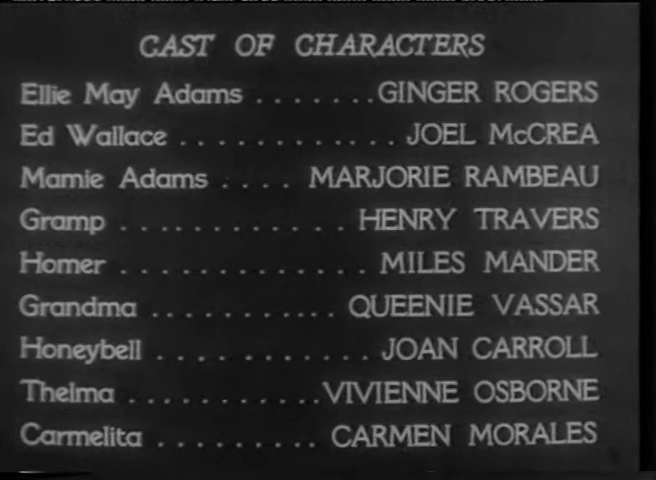 CAST OF CHARACTERS
Ellie May Adams . . . . . . . GINGER ROGERS
Ed Wallace . . . . . . . . . . . . JOEL McCREA
Mamie Adams . . . . MARJORIE RAMBEAU
Gramp . . . . . . . . . . . . . HENRY TRAVERS
Homer . . . . . . . . . . . . . . MILES MANDER
Grandma . . . . . . . . . . . QUEENIE VASSAR
Honeybell . . . . . . . . . . . . JOAN CARROLL
Thelma . . . . . . . . . . . VIVIENNE OSBORNE
Carmelita . . . . . . . . . CARMEN MORALES